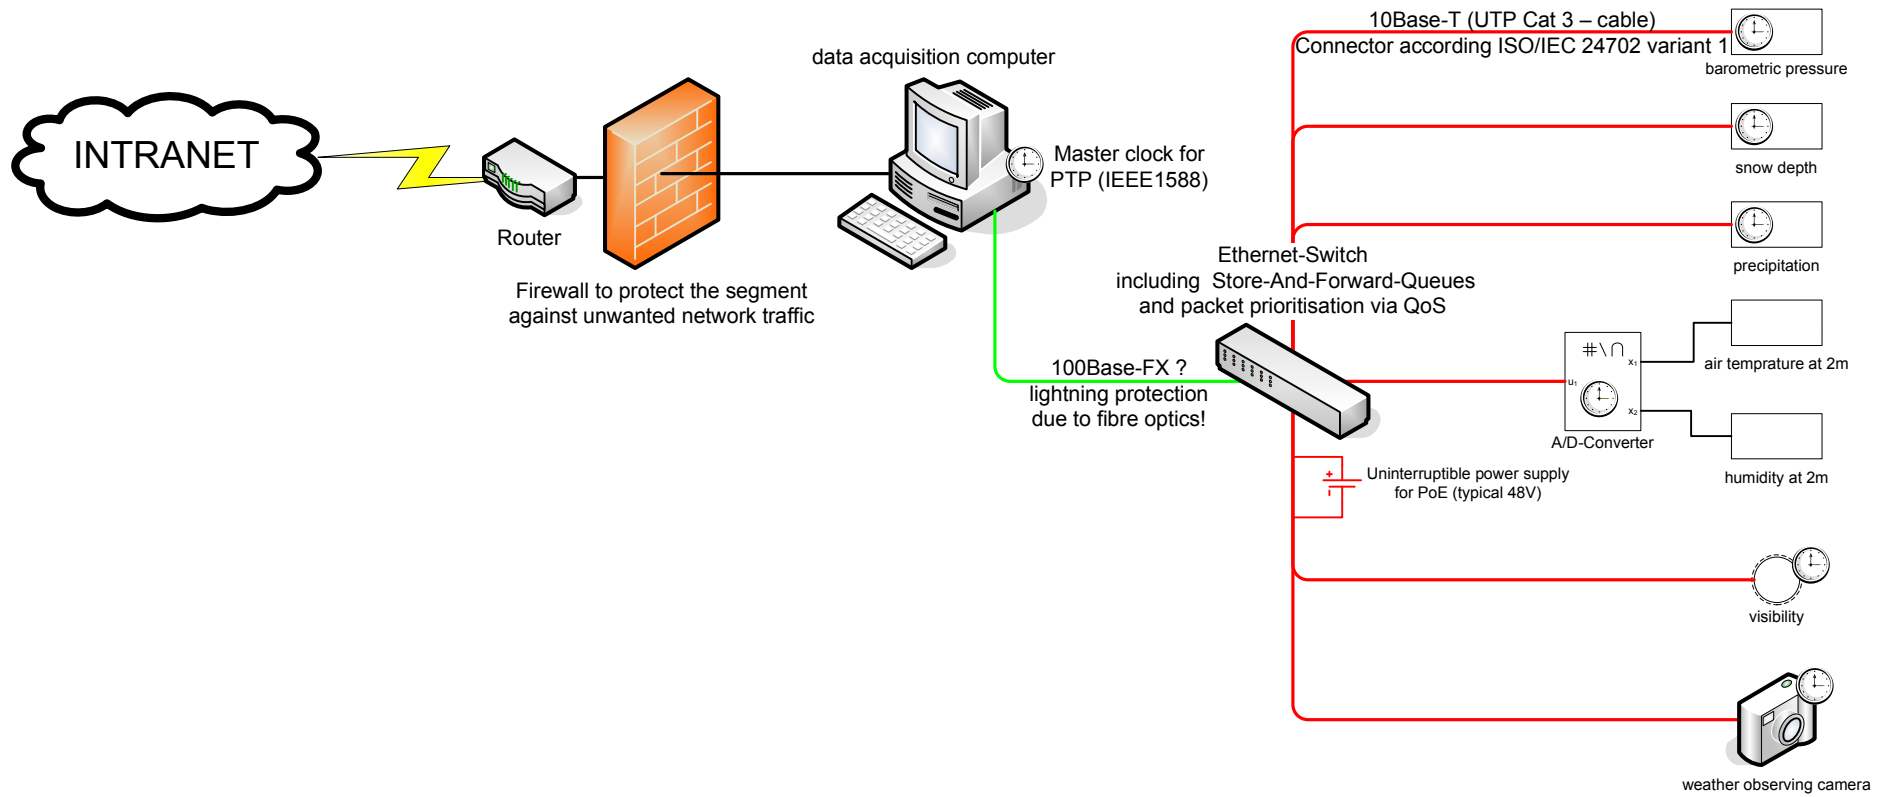 10Base-T (UTP Cat 3 – cable)
Connector according ISO/IEC 24702 variant 1
barometric pressure
data acquisition computer
INTRANET
Master clock for
PTP (IEEE1588)
snow depth
Router
precipitation
Ethernet-Switch
including  Store-And-Forward-Queues
and packet prioritisation via QoS
Firewall to protect the segment
against unwanted network traffic
#\∩
x1
u1
x2
A/D-Converter
air temprature at 2m
humidity at 2m
100Base-FX ?
lightning protection
due to fibre optics!
+
-
Uninterruptible power supply
for PoE (typical 48V)
visibility
weather observing camera